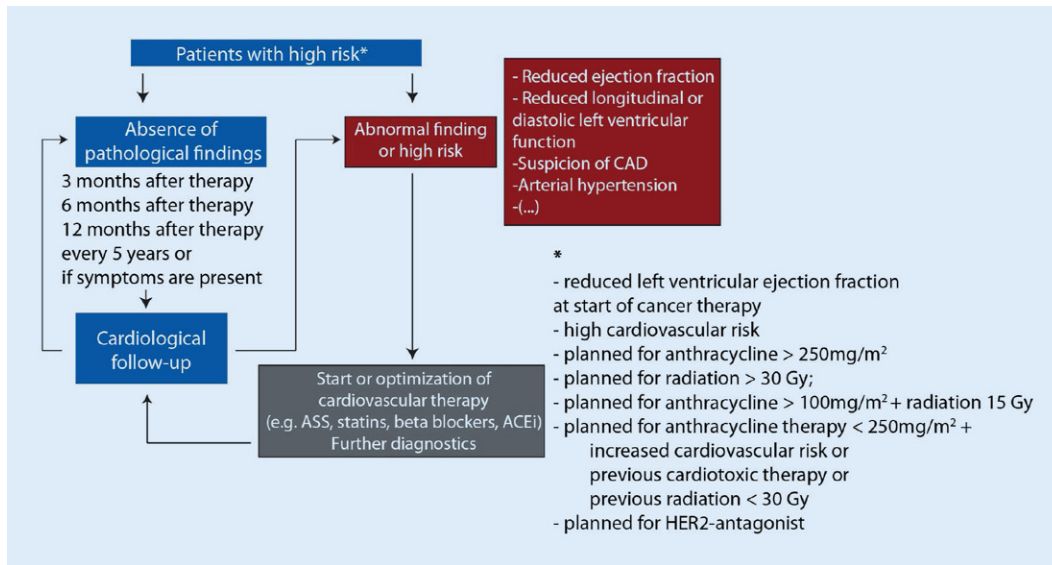 Patients with high risk*
Absence of
pathological findings
3 months after therapy
6 months after therapy
12 months after therapy
every 5 years or
if symptoms are present
Cardiological
follow-up
Abnormal finding
or high risk
- Reduced ejection fraction
- Reduced longitudinal or
diastolic left ventricular
function
-Suspicion of CAD
-Arterial hypertension
-(...)
Start or optimization of
cardiovascular therapy
(e.g. ASS, statins, beta blockers, ACEi)
Further diagnostics
*
- reduced left ventricular ejection fraction
at start of cancer therapy
- high cardiovascular risk
- planned for anthracycline > 250mg/m²
- planned for radiation > 30 Gy;
- planned for anthracycline > 100mg/m² + radiation 15 Gy
- planned for anthracycline therapy < 250mg/m² +
increased cardiovascular risk or
previous cardiotoxic therapy or
previous radiation < 30 Gy
- planned for HER2-antagonist